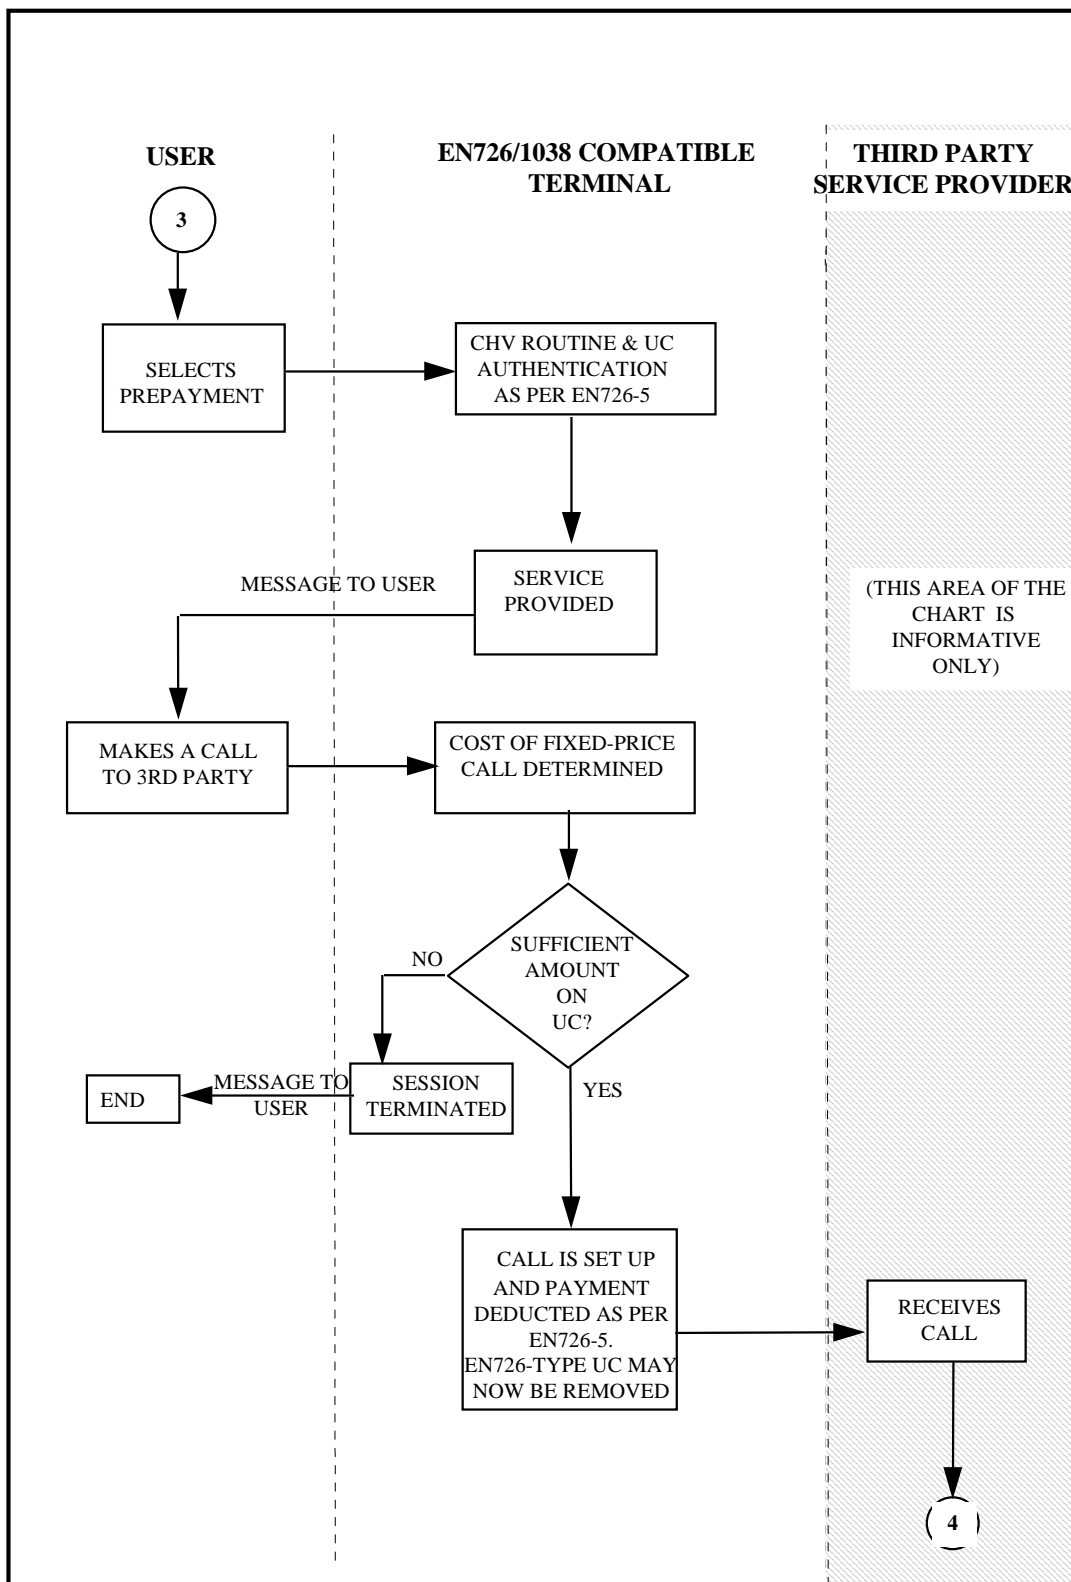 USER
EN726/1038 COMPATIBLE
TERMINAL
THIRD PARTY
SERVICE PROVIDER
3
SELECTS
PREPAYMENT
CHV ROUTINE & UC
AUTHENTICATION
AS PER EN726-5
MESSAGE TO USER
SERVICE
PROVIDED
(THIS AREA OF THE
CHART IS
INFORMATIVE
ONLY)
MAKES A CALL
TO 3RD PARTY
COST OF FIXED-PRICE
CALL DETERMINED
SUFFICIENT
AMOUNT
ON
UC?
NO
YES
SESSION
TERMINATED
MESSAGE TO
USER
END
CALL IS SET UP
AND PAYMENT
DEDUCTED AS PER
EN726-5.
EN726-TYPE UC MAY
NOW BE REMOVED
RECEIVES
CALL
4